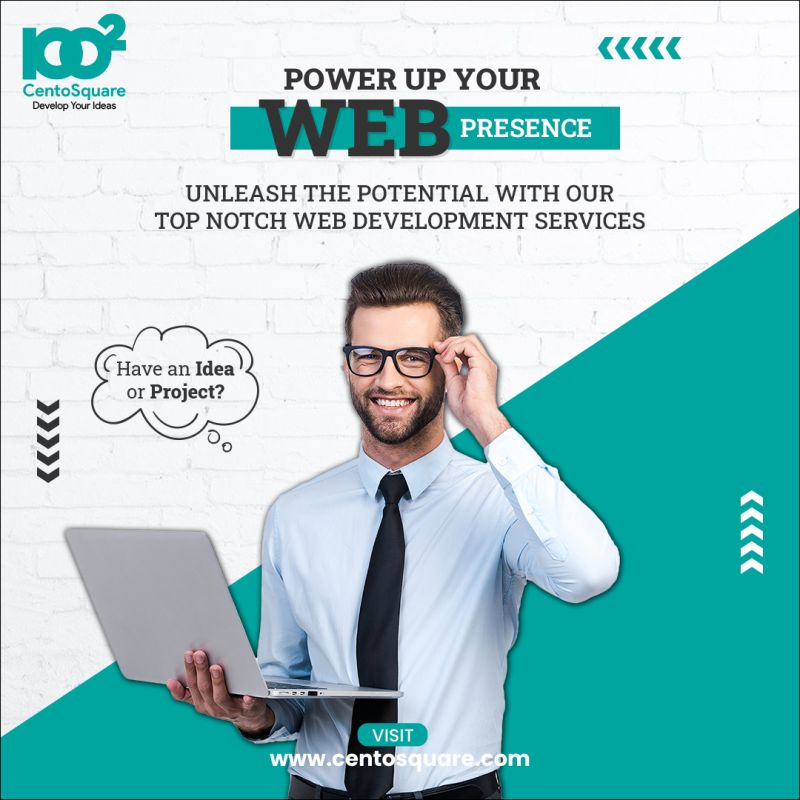 100²
CentoSquare
Develop Your Ideas
POWER UP YOUR
WEB PRESENCE
UNLEASH THE POTENTIAL WITH OUR
TOP NOTCH WEB DEVELOPMENT SERVICES
Have an Idea
or Project?
VISIT
www.centosquare.com